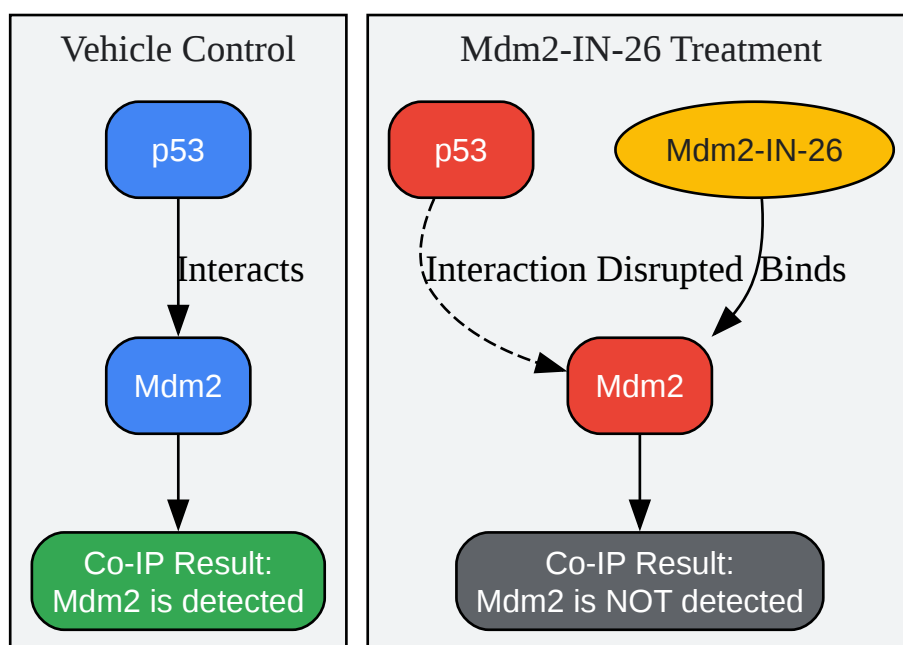 Vehicle Control
p53
Interacts
Mdm2
Co-IP Result:
Mdm2 is detected
Mdm2-IN-26 Treatment
p53
Mdm2-IN-26
Interaction Disrupted
Binds
Mdm2
Co-IP Result:
Mdm2 is NOT detected